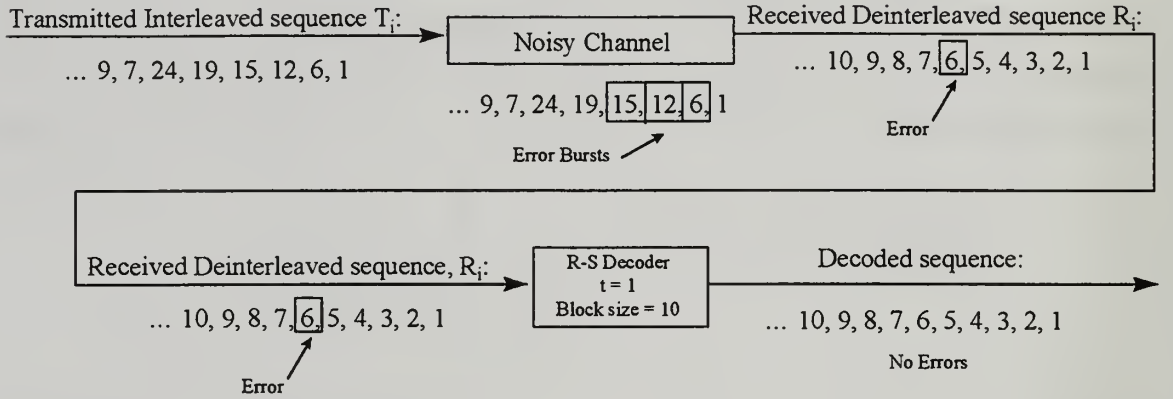 Transmitted Interleaved sequence Ti:
... 9, 7, 24, 19, 15, 12, 6, 1
Noisy Channel
... 9, 7, 24, 19, 15, 12, 6, 1
Error Bursts
Received Deinterleaved sequence Ri:
... 10, 9, 8, 7, 6, 5, 4, 3, 2, 1
Error
Received Deinterleaved sequence, Ri:
... 10, 9, 8, 7, 6, 5, 4, 3, 2, 1
Error
R-S Decoder
t = 1
Block size = 10
Decoded sequence:
... 10, 9, 8, 7, 6, 5, 4, 3, 2, 1
No Errors